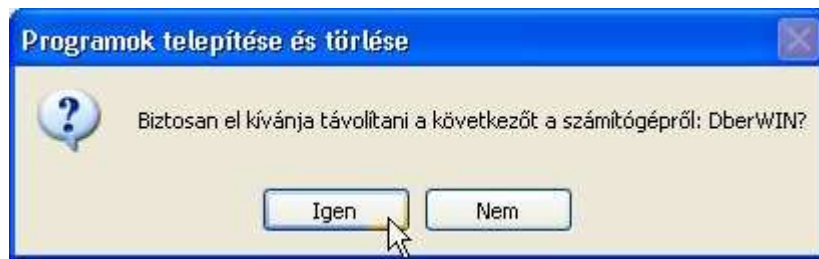 Programok telepítése és törlése
Biztosan el kívánja távolítani a következőt a számítógépről: DberWIN?
Igen
Nem